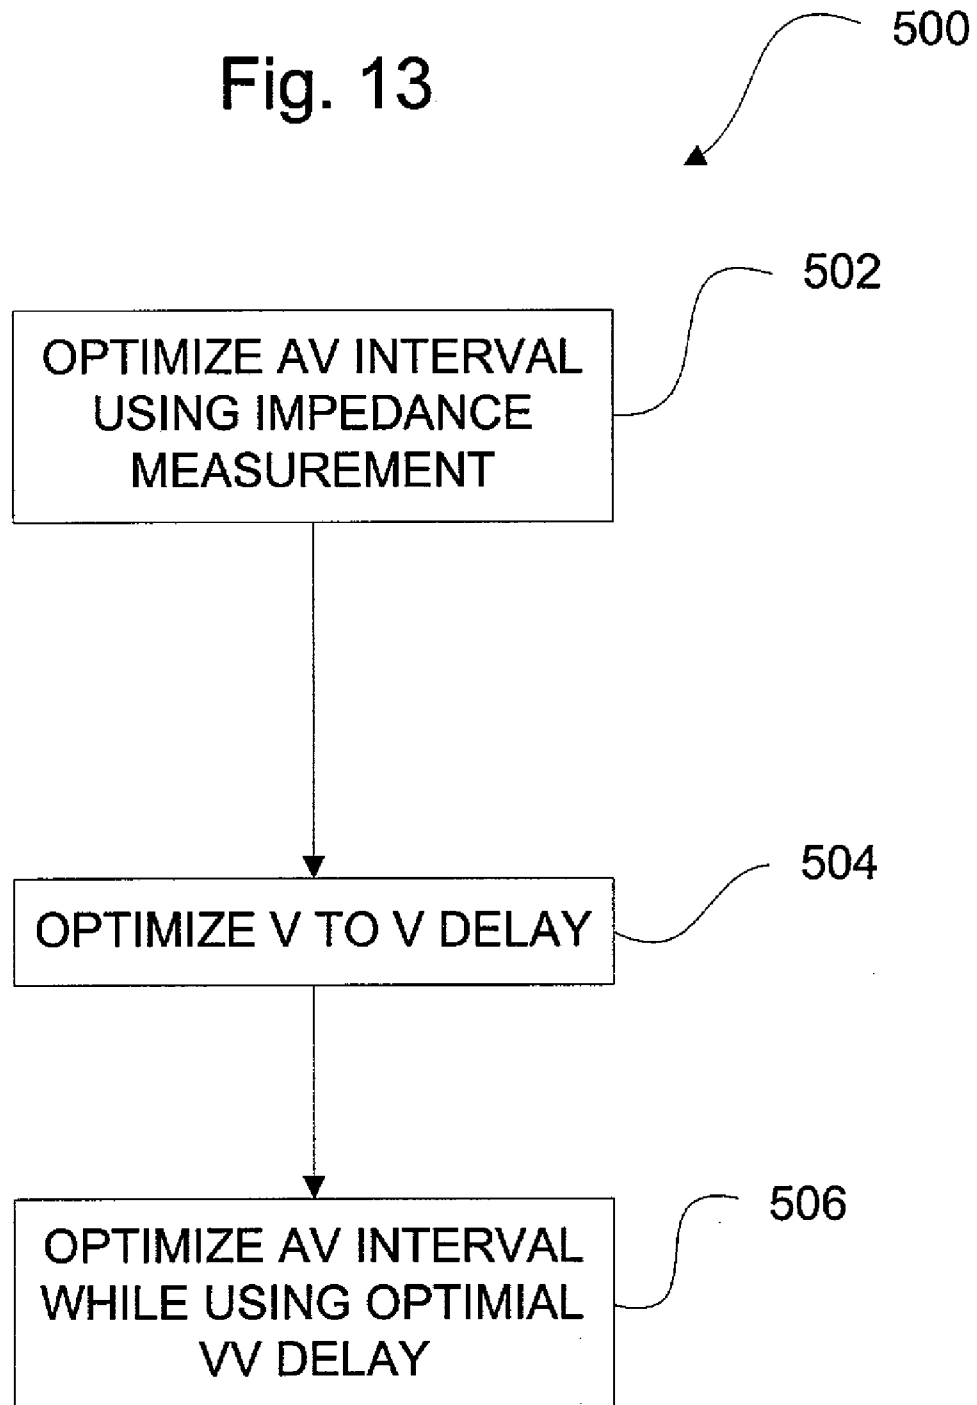 500
Fig. 13
502
OPTIMIZE AV INTERVAL
USING IMPEDANCE
MEASUREMENT
504
OPTIMIZE V TO V DELAY
506
OPTIMIZE AV INTERVAL
WHILE USING OPTIMIAL
VV DELAY